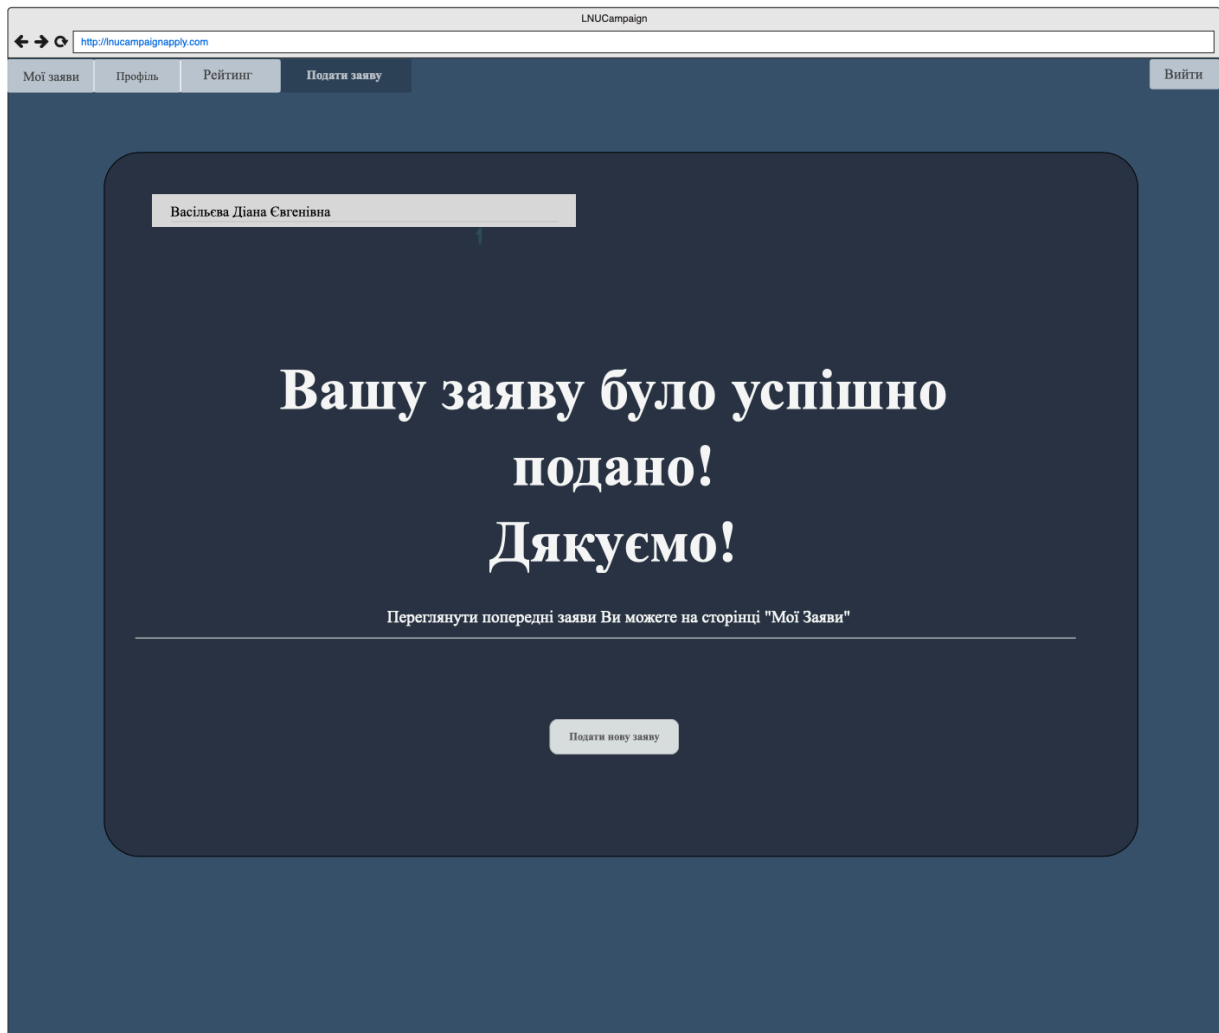 LNUCampaign
http://lnucampaignapply.com
Мої заяви Профіль Рейтинг Подати заяву Вийти
Васільєва Діана Євгенівна
Вашу заяву було успішно
подано!
Дякуємо!
Переглянути попередні заяви Ви можете на сторінці "Мої Заяви"
Подати нову заяву